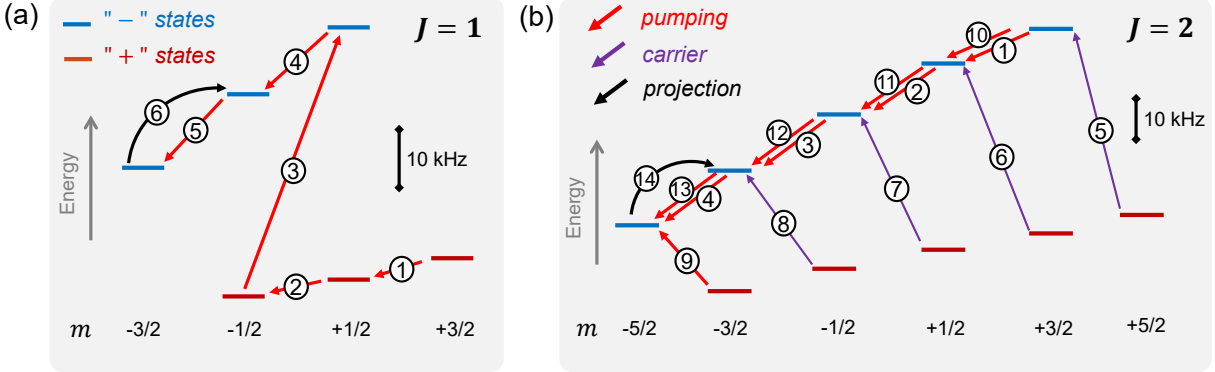 (a)
" − " states
" + " states
J = 1
4
6
5
3
10 kHz
Energy
2
1
m
-3/2
-1/2
+1/2
+3/2
(b)
pumping
carrier
projection
J = 2
10
1
11
2
12
3
5
10 kHz
6
14
13
4
7
Energy
8
9
m
-5/2
-3/2
-1/2
+1/2
+3/2
+5/2